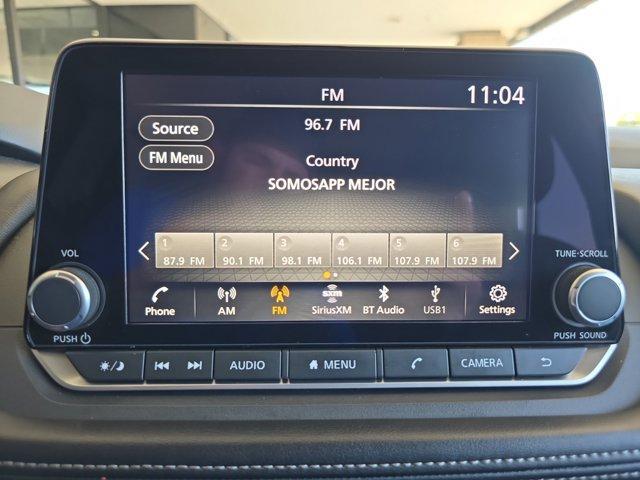 FM
11:04
Source
96.7 FM
FM Menu
Country
SOMOSAPP MEJOR
VOL
TUNE·SCROLL
1 2 3 4 5 6
87.9 FM 90.1 FM 98.1 FM 106.1 FM 107.9 FM 107.9 FM
sxm
Phone AM FM SiriusXM BT Audio USB1 Settings
PUSH
PUSH SOUND
AUDIO MENU CAMERA